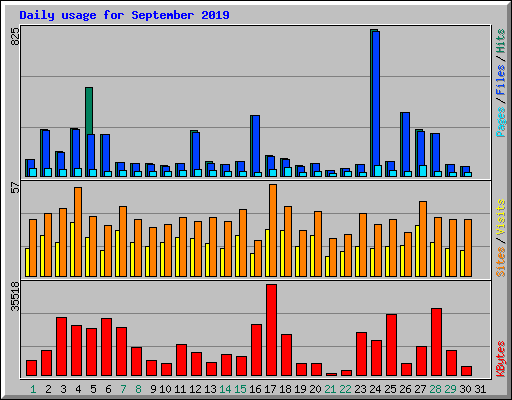 Daily usage for September 2019
825
Pages / Files / Hits
57
Sites / Visits
35518
KBytes
1 2 3 4 5 6 7 8 9 10 11 12 13 14 15 16 17 18 19 20 21 22 23 24 25 26 27 28 29 30 31